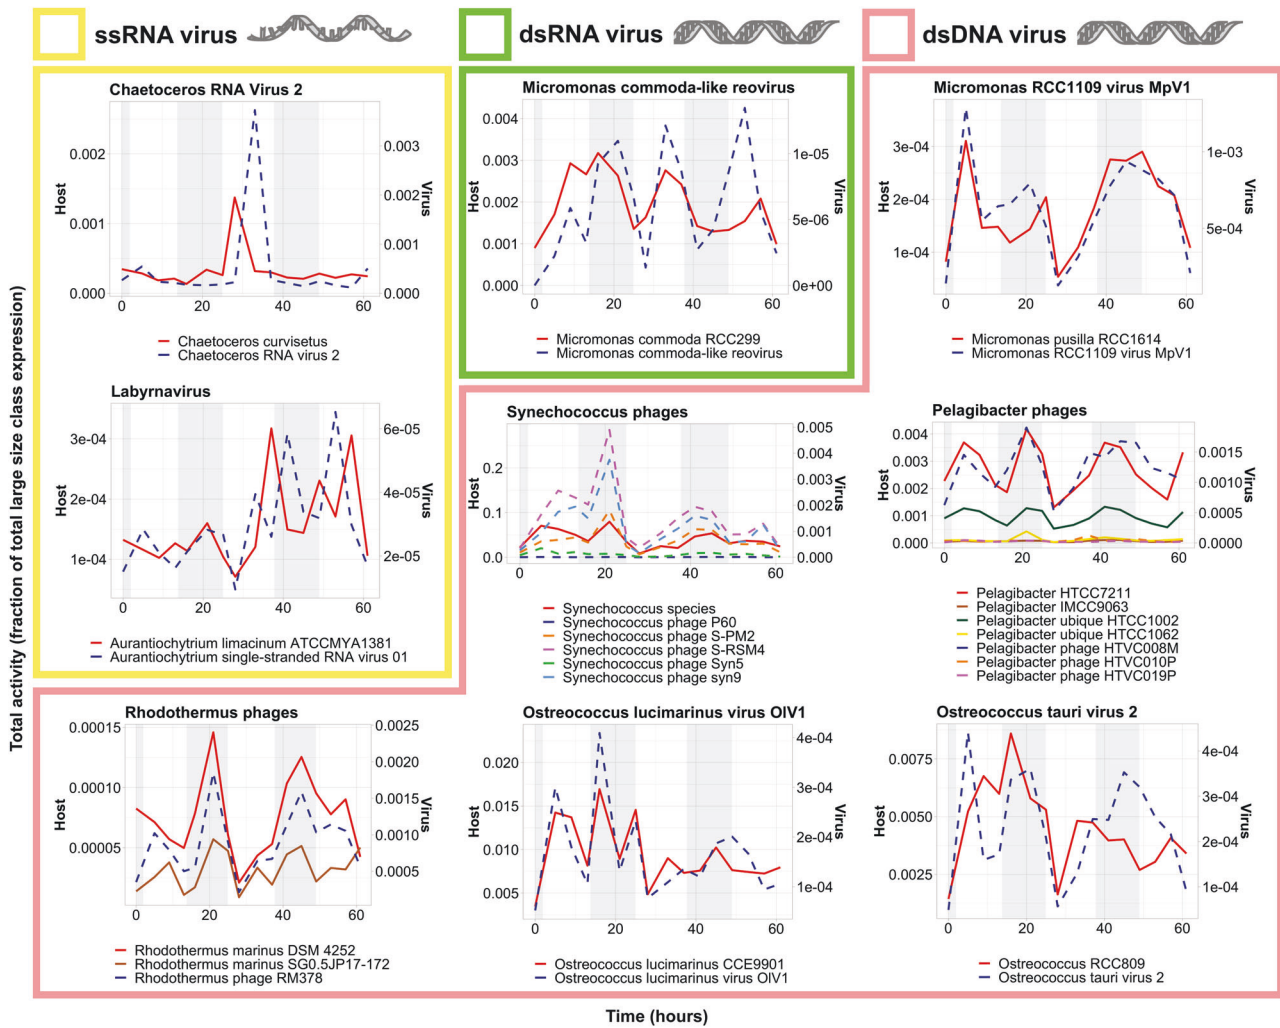 ssRNA virus
dsRNA virus
dsDNA virus
Total activity (fraction of total large size class expression)
Chaetoceros RNA Virus 2
Host
Virus
0.002
0.001
0.000
0.003
0.002
0.001
0.000
0 20 40 60
Chaetoceros curvisetus
Chaetoceros RNA virus 2
Micromonas commoda-like reovirus
Host
Virus
0.004
0.003
0.002
0.001
0.000
1e-05
5e-06
0e+00
0 20 40 60
Micromonas commoda RCC299
Micromonas commoda-like reovirus
Micromonas RCC1109 virus MpV1
Host
Virus
3e-04
2e-04
1e-04
1e-03
5e-04
0 20 40 60
Micromonas pusilla RCC1614
Micromonas RCC1109 virus MpV1
Labyrnavirus
Host
Virus
3e-04
2e-04
1e-04
6e-05
4e-05
2e-05
0 20 40 60
Aurantiochytrium limacinum ATCCMYA1381
Aurantiochytrium single-stranded RNA virus 01
Synechococcus phages
Host
Virus
0.2
0.1
0.0
0.005
0.004
0.003
0.002
0.001
0.000
0 20 40 60
Synechococcus species
Synechococcus phage P60
Synechococcus phage S-PM2
Synechococcus phage S-RSM4
Synechococcus phage Syn5
Synechococcus phage syn9
Pelagibacter phages
Host
Virus
0.004
0.003
0.002
0.001
0.000
0.0015
0.0010
0.0005
0.0000
0 20 40 60
Pelagibacter HTCC7211
Pelagibacter IMCC9063
Pelagibacter ubique HTCC1002
Pelagibacter ubique HTCC1062
Pelagibacter phage HTVC008M
Pelagibacter phage HTVC010P
Pelagibacter phage HTVC019P
Rhodothermus phages
Host
Virus
0.00015
0.00010
0.00005
0.0025
0.0020
0.0015
0.0010
0.0005
0 20 40 60
Rhodothermus marinus DSM 4252
Rhodothermus marinus SG0.5JP17-172
Rhodothermus phage RM378
Ostreococcus lucimarinus virus OlV1
Host
Virus
0.020
0.015
0.010
0.005
4e-04
3e-04
2e-04
1e-04
0 20 40 60
Ostreococcus lucimarinus CCE9901
Ostreococcus lucimarinus virus OlV1
Ostreococcus tauri virus 2
Host
Virus
0.0075
0.0050
0.0025
4e-04
3e-04
2e-04
1e-04
0 20 40 60
Ostreococcus RCC809
Ostreococcus tauri virus 2
Time (hours)